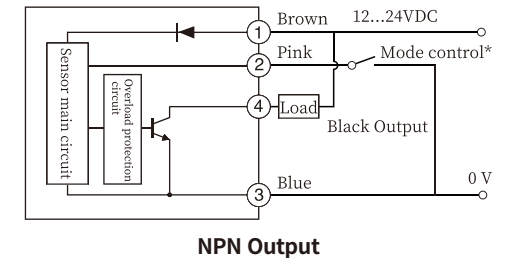 Brown
12...24VDC
1
Pink
Mode control*
2
Sensor main circuit
Overload protection
circuit
4
Load
Black Output
Blue
0 V
3
NPN Output